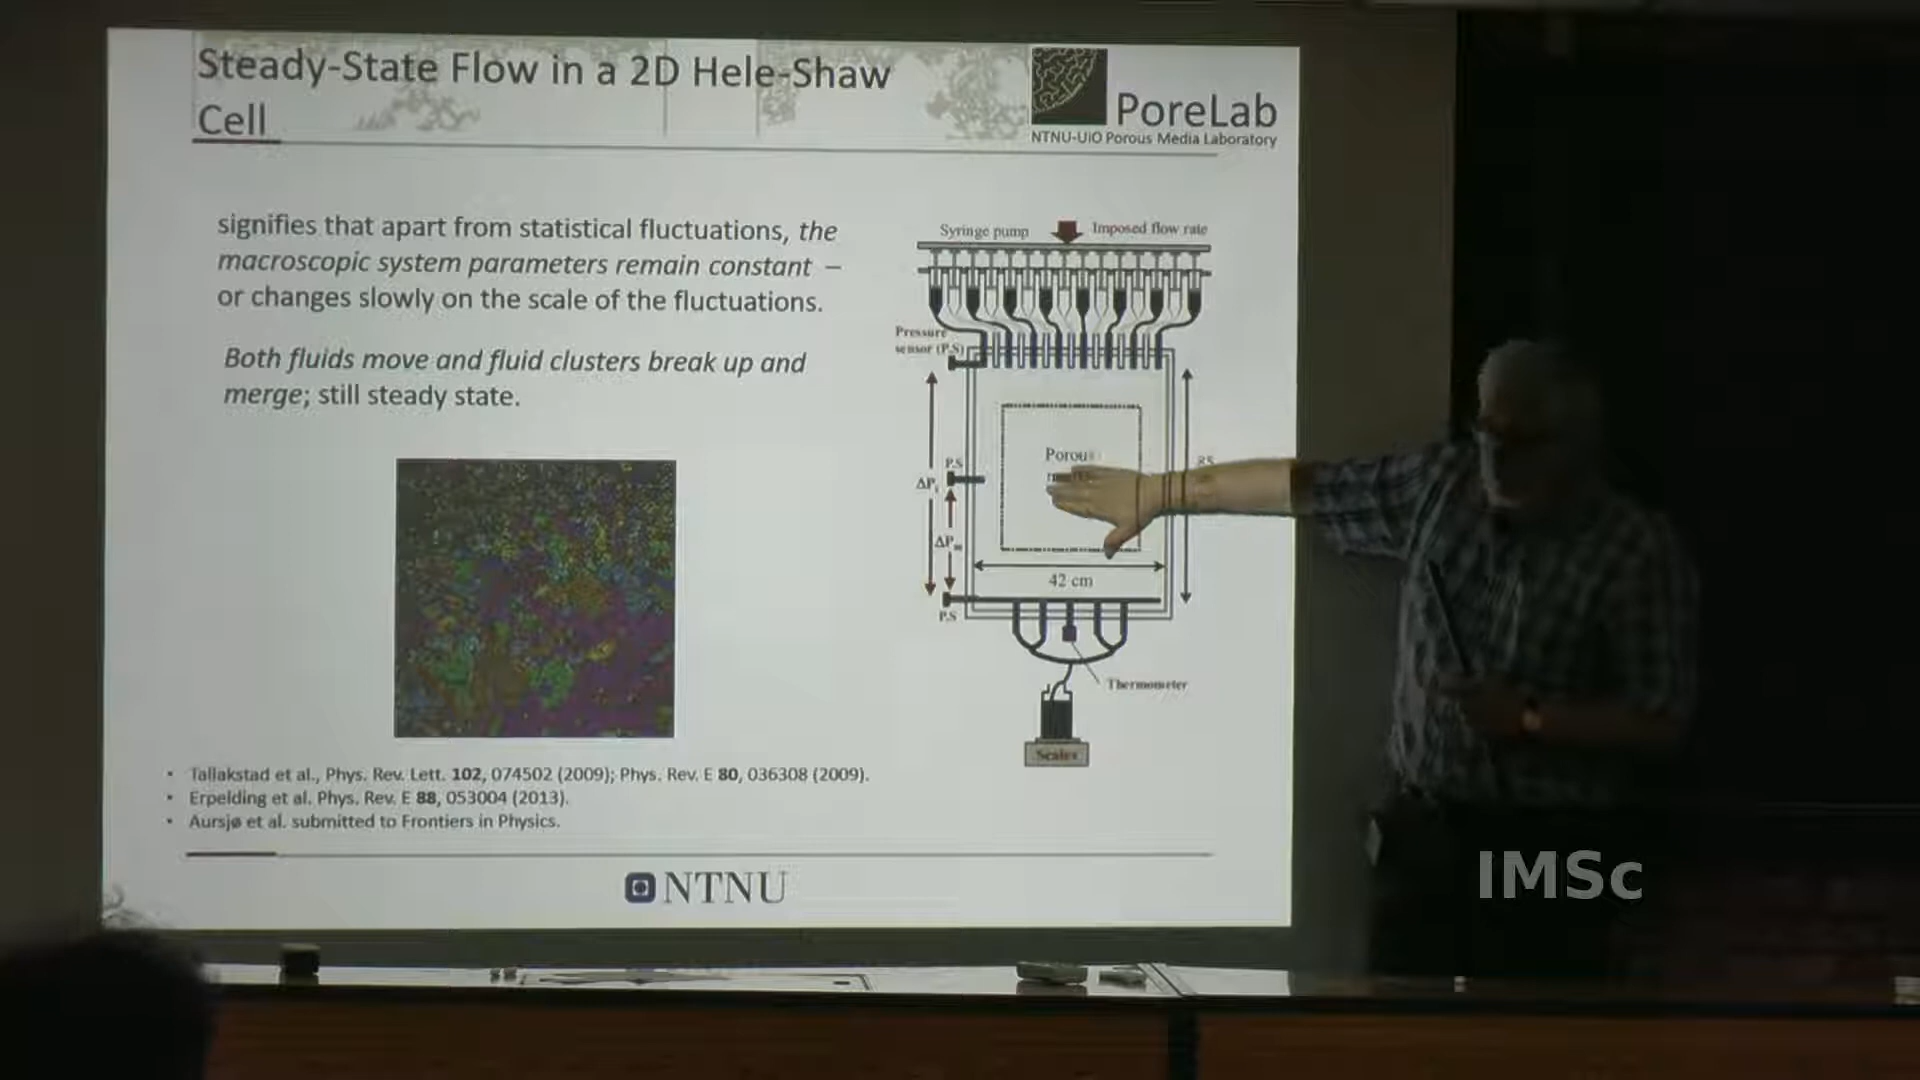 Steady-State Flow in a 2D Hele-Shaw
Cell
PoreLab
NTNU-UiO Porous Media Laboratory
signifies that apart from statistical fluctuations, the
macroscopic system parameters remain constant –
or changes slowly on the scale of the fluctuations.
Both fluids move and fluid clusters break up and
merge; still steady state.
Syringe pump
Imposed flow rate
Pressure
sensor (P.S)
Porous
P.S
ΔP
ΔP
42 cm
P.S
Thermometer
Scales
• Tallakstad et al., Phys. Rev. Lett. 102, 074502 (2009); Phys. Rev. E 80, 036308 (2009).
• Erpelding et al. Phys. Rev. E 88, 053004 (2013).
• Aursjø et al. submitted to Frontiers in Physics.
NTNU
IMSc